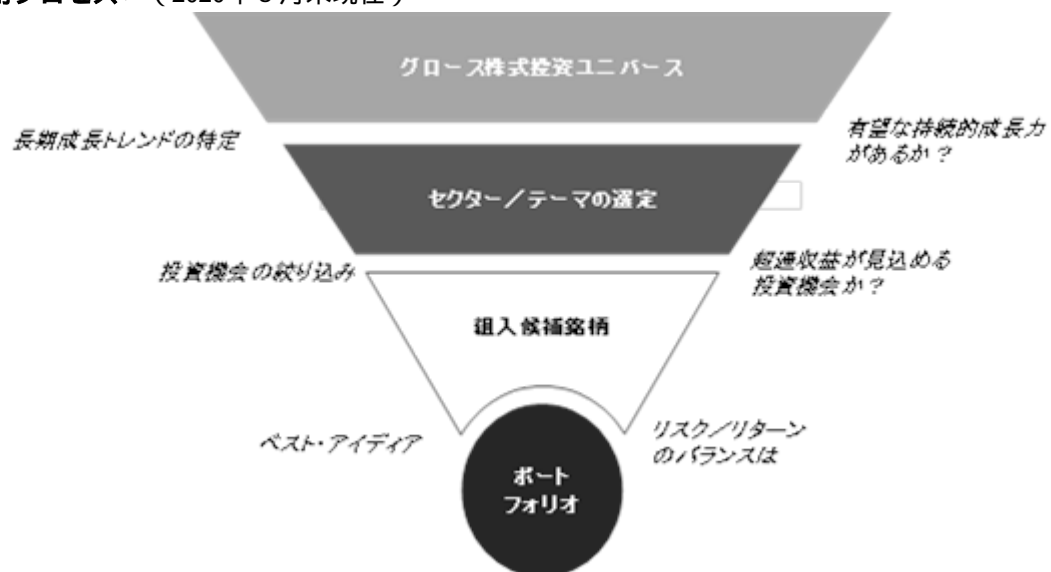 グロース株式投資ユニバース
長期成長トレンドの特定
有望な持続的成長力
があるか？
セクター／テーマの選定
投資機会の絞り込み
超過収益が見込める
投資機会か？
組入候補銘柄
ベスト・アイディア
リスク／リターン
のバランスは
ポート
フォリオ